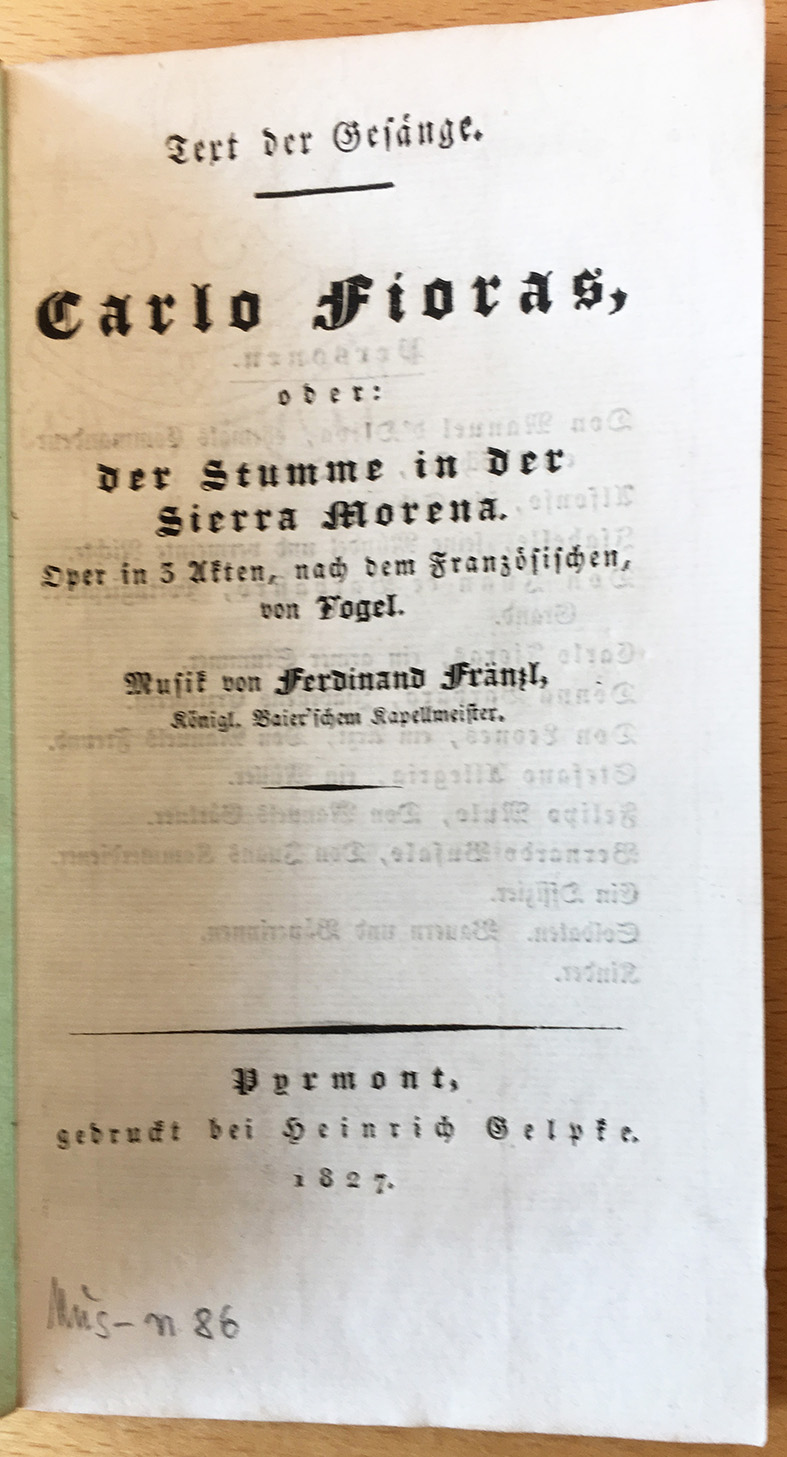 Text der Geſänge.
Carlo Fioras,
oder:
der Stumme in der
Sierra Morena.
Oper in 3 Akten, nach dem Französiſchen,
von Vogel.
Muſik von Ferdinand Fränzl,
Königl. Baier'ſchem Kapellmeiſter.
Pyrmont,
gedruckt bei Heinrich Gelpke.
1827.
Mus-n 86